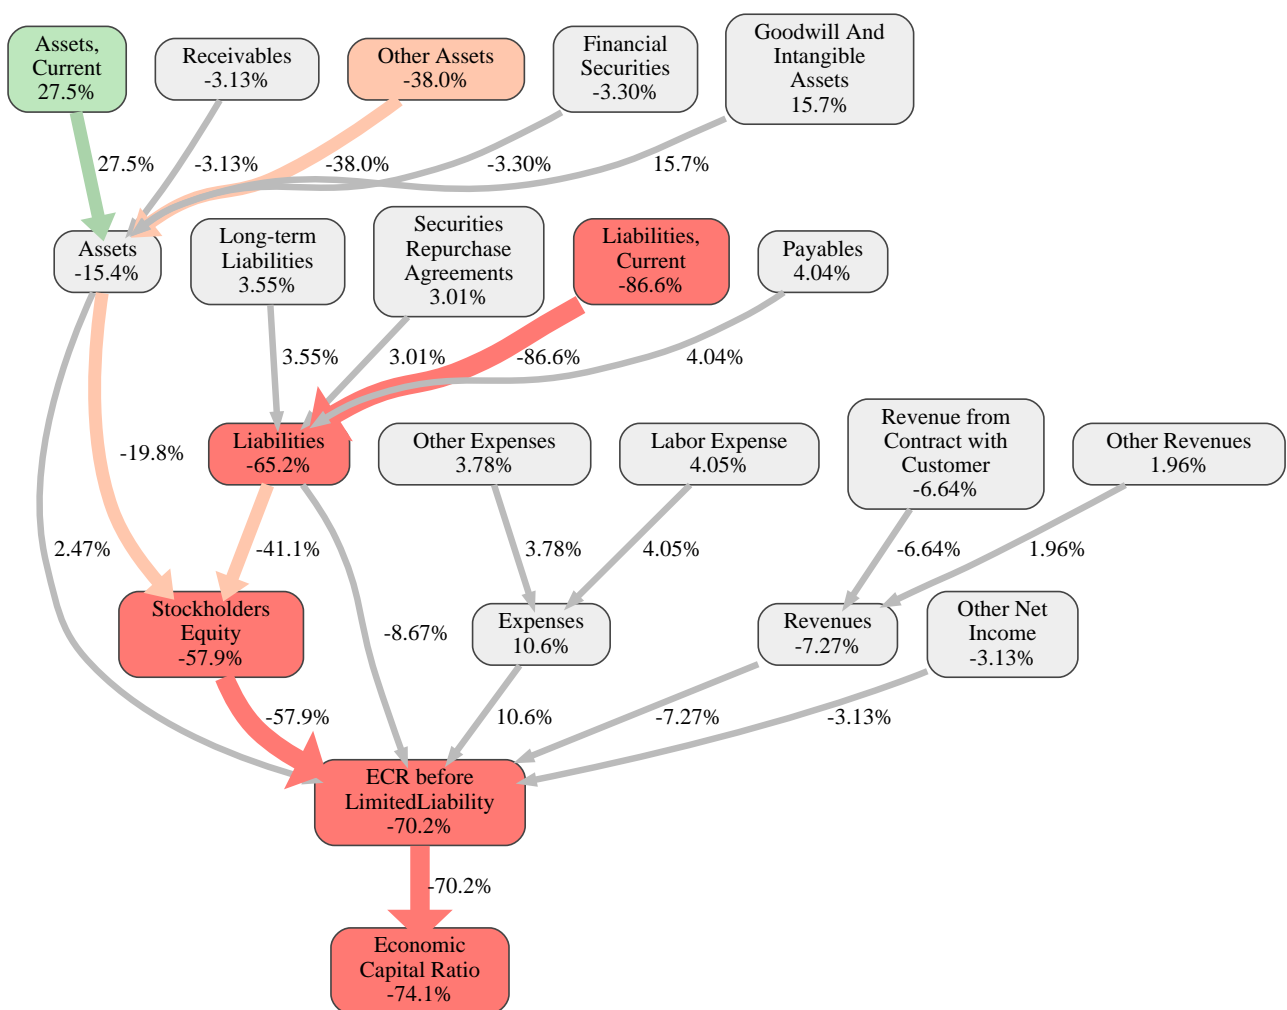 Assets,
Current
27.5%
Receivables
-3.13%
Other Assets
-38.0%
Financial
Securities
-3.30%
Goodwill And
Intangible
Assets
15.7%
27.5%
-3.13%
-38.0%
-3.30%
15.7%
Assets
-15.4%
Long-term
Liabilities
3.55%
Securities
Repurchase
Agreements
3.01%
Liabilities,
Current
-86.6%
Payables
4.04%
3.55%
3.01%
-86.6%
4.04%
-19.8%
Liabilities
-65.2%
Other Expenses
3.78%
Labor Expense
4.05%
Revenue from
Contract with
Customer
-6.64%
Other Revenues
1.96%
2.47%
-41.1%
3.78%
4.05%
-6.64%
1.96%
Stockholders
Equity
-57.9%
-8.67%
Expenses
10.6%
Revenues
-7.27%
Other Net
Income
-3.13%
-57.9%
10.6%
-7.27%
-3.13%
ECR before
LimitedLiability
-70.2%
-70.2%
Economic
Capital Ratio
-74.1%